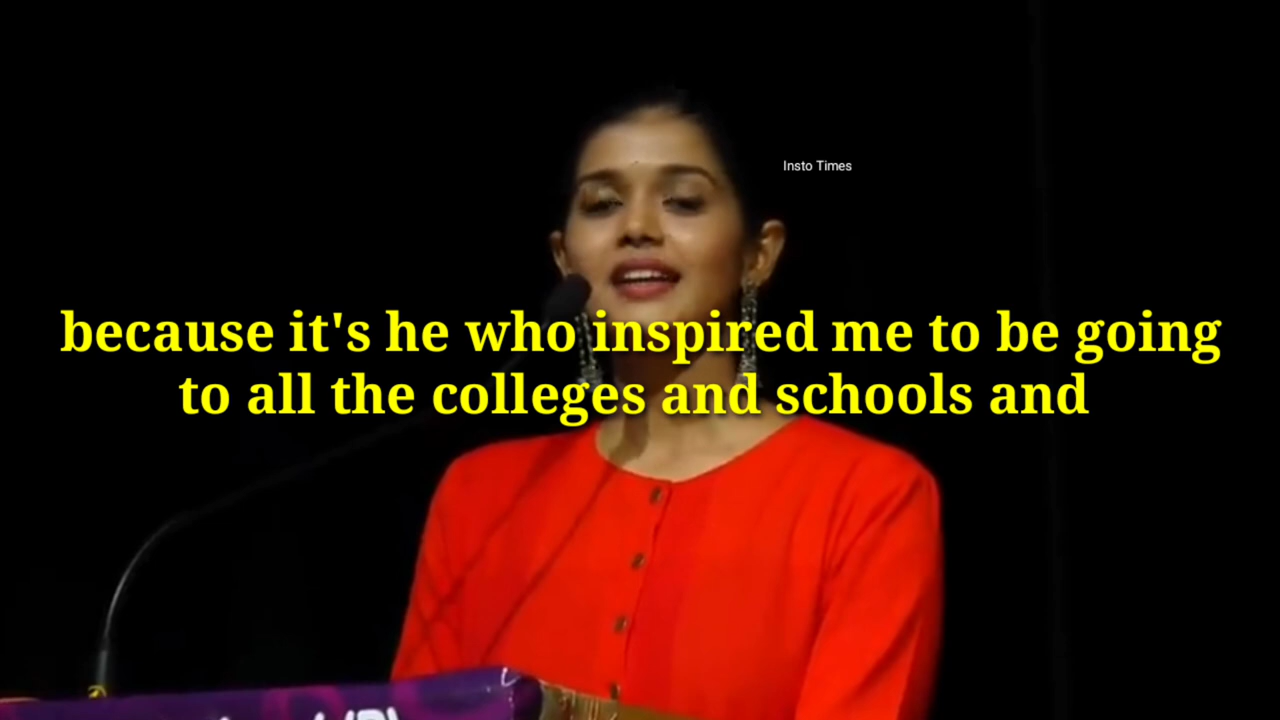 Insto Times
because it's he who inspired me to be going
to all the colleges and schools and